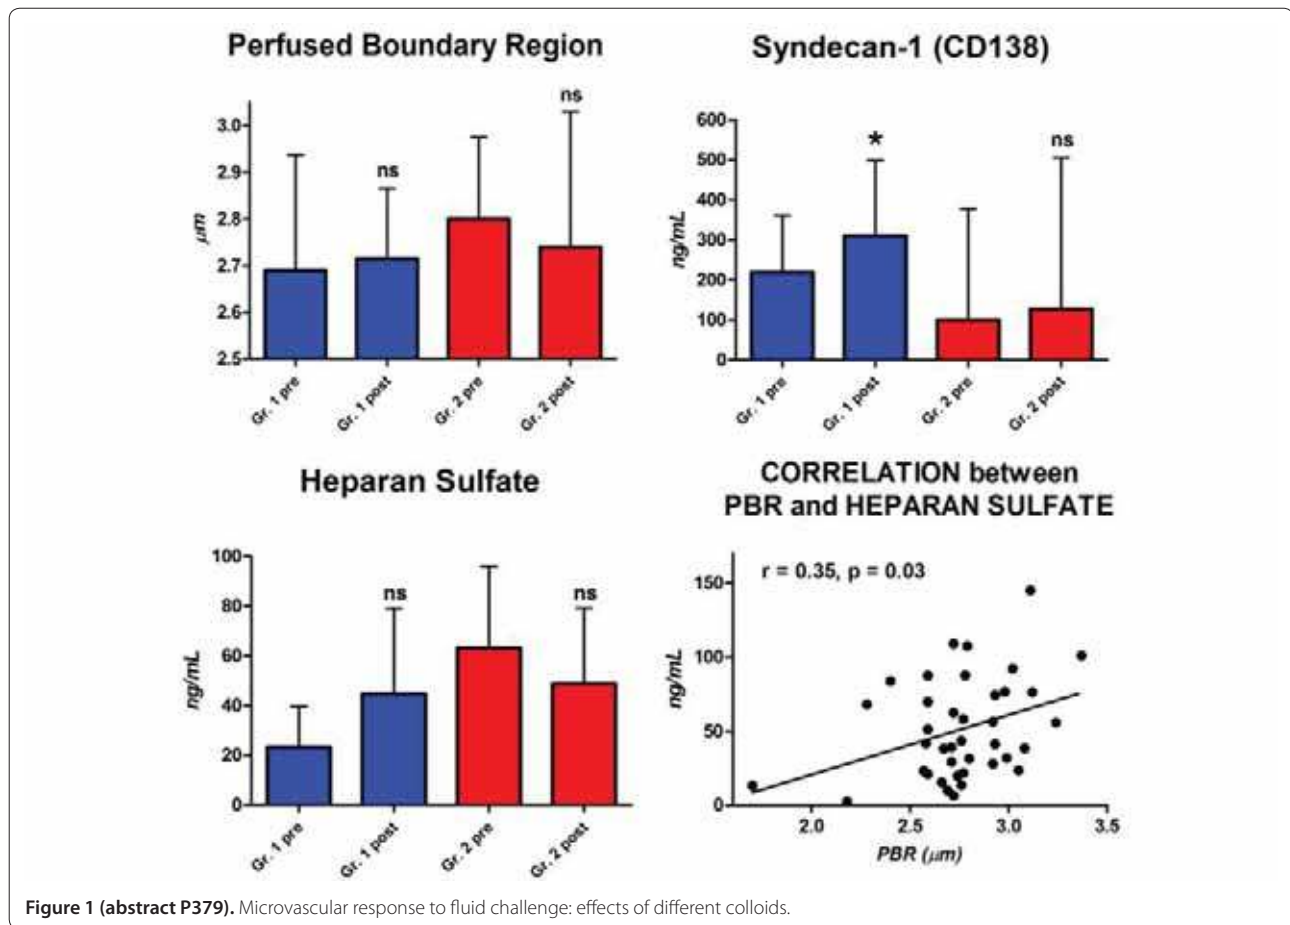 Perfused Boundary Region
ns
ns
3.0
2.9
2.8
2.7
2.6
2.5
μm
Gr. 1 pre
Gr. 1 post
Gr. 2 pre
Gr. 2 post
Syndecan-1 (CD138)
600
500
400
300
200
100
0
ng/mL
*
ns
Gr. 1 pre
Gr. 1 post
Gr. 2 pre
Gr. 2 post
Heparan Sulfate
100
80
60
40
20
0
ng/mL
ns
ns
Gr. 1 pre
Gr. 1 post
Gr. 2 pre
Gr. 2 post
CORRELATION between
PBR and HEPARAN SULFATE
r = 0.35, p = 0.03
150
100
50
0
ng/mL
2.0
2.5
3.0
3.5
PBR (μm)
Figure 1 (abstract P379). Microvascular response to fluid challenge: effects of different colloids.